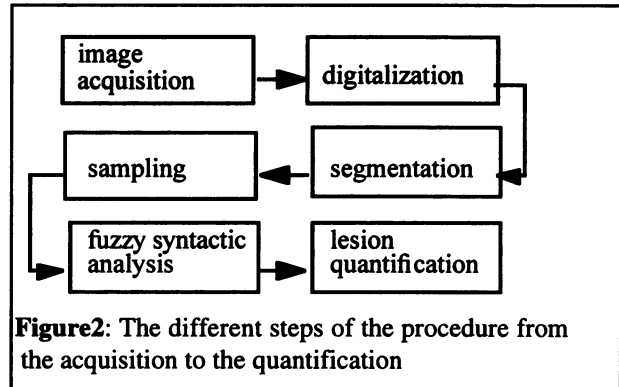 image
acquisition
digitalization
sampling
segmentation
fuzzy syntactic
analysis
lesion
quantification
Figure2: The different steps of the procedure from
the acquisition to the quantification